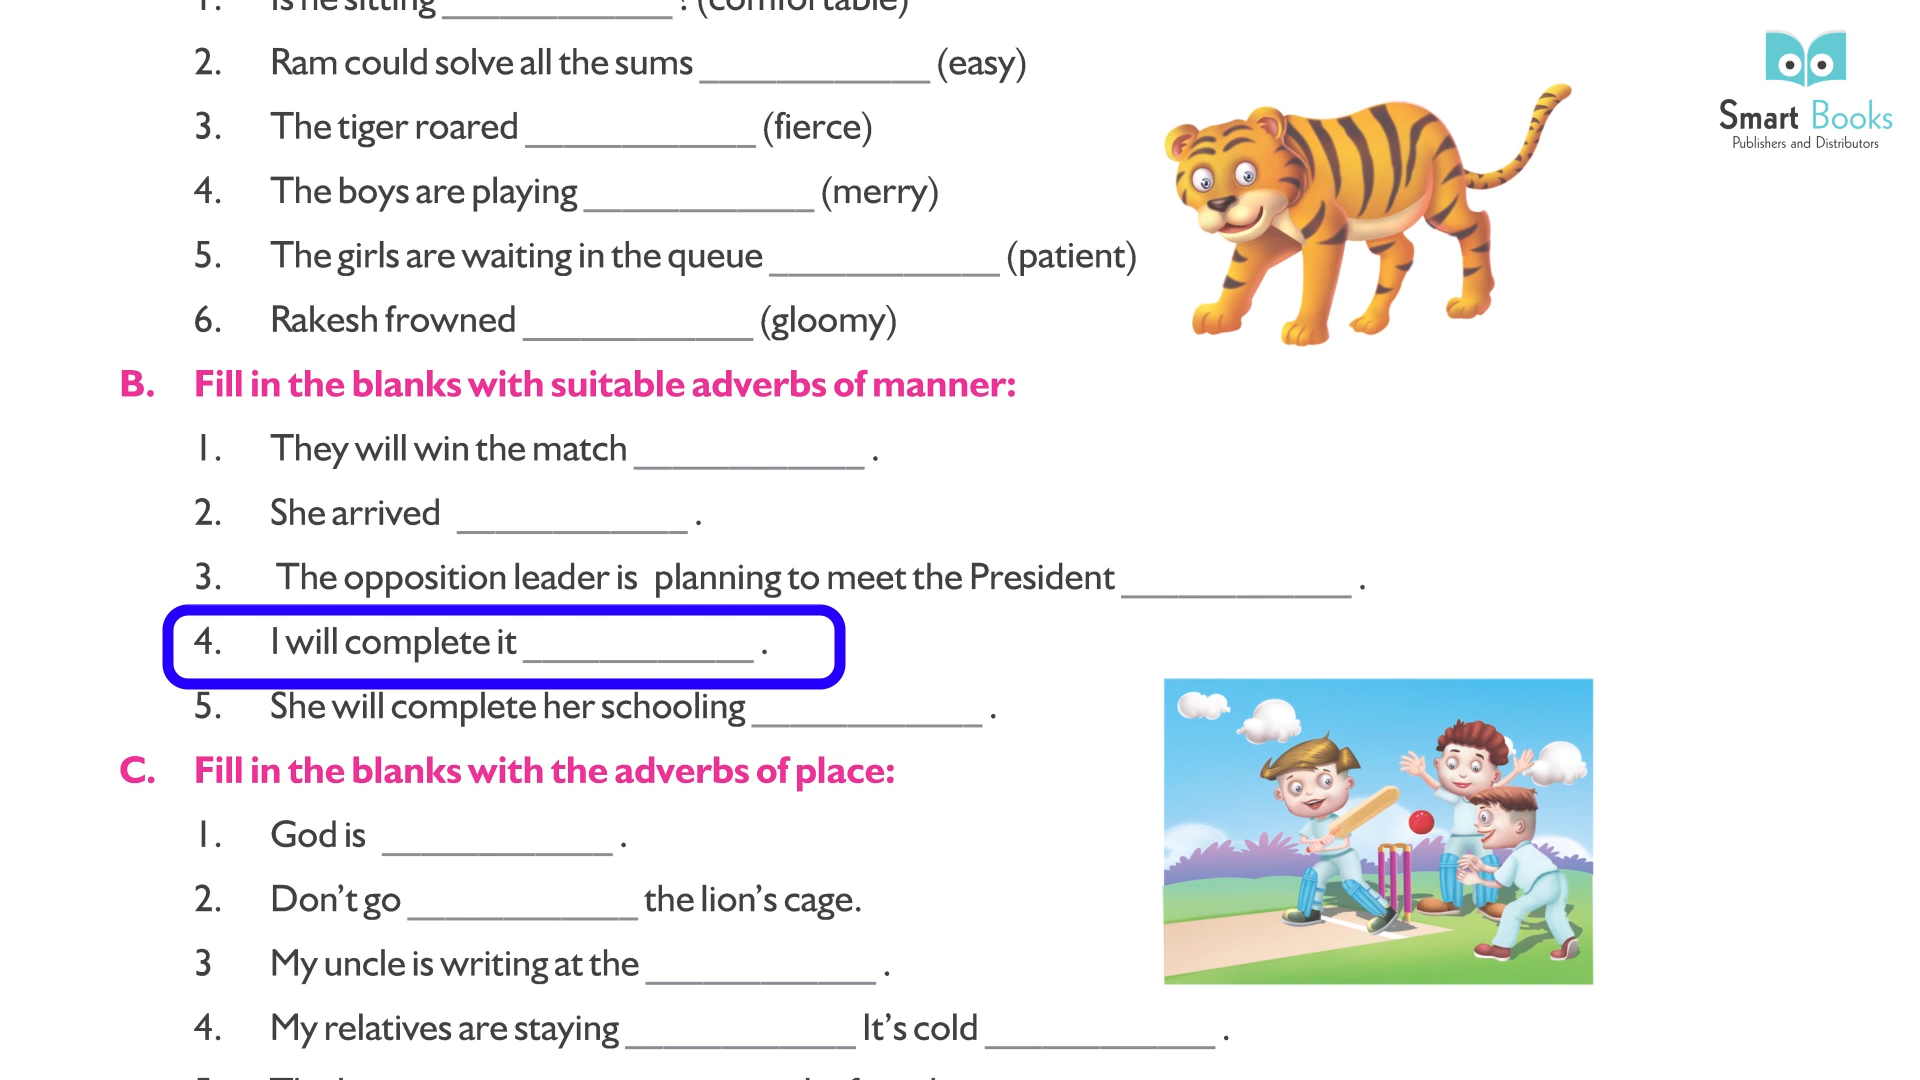 1. Is he sitting ____________ ? (comfortable)
2. Ram could solve all the sums ____________ (easy)
3. The tiger roared ____________ (fierce)
4. The boys are playing ____________ (merry)
5. The girls are waiting in the queue ____________ (patient)
6. Rakesh frowned ____________ (gloomy)
B. Fill in the blanks with suitable adverbs of manner:
1. They will win the match ____________ .
2. She arrived ____________ .
3. The opposition leader is planning to meet the President ____________ .
4. I will complete it ____________ .
5. She will complete her schooling ____________ .
C. Fill in the blanks with the adverbs of place:
1. God is ____________ .
2. Don’t go ____________ the lion’s cage.
3 My uncle is writing at the ____________ .
4. My relatives are staying ____________ It’s cold ____________ .
Smart Books
Publishers and Distributors